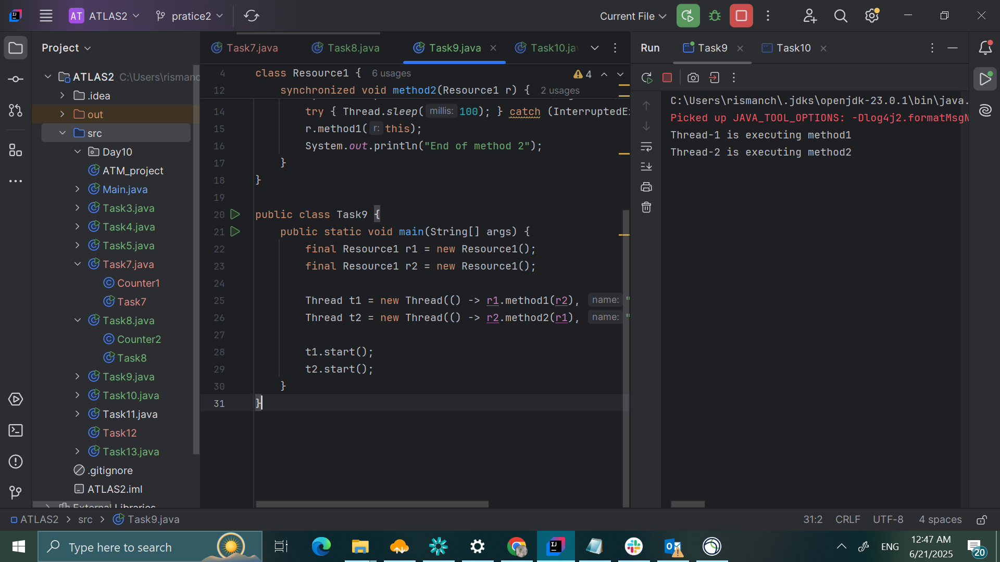 AT ATLAS2 pratice2 Current File
Project
ATLAS2 C:\Users\rismanc
.idea
out
src
Day10
ATM_project
Main.java
Task3.java
Task4.java
Task5.java
Task7.java
Counter1
Task7
Task8.java
Counter2
Task8
Task9.java
Task10.java
Task11.java
Task12
Task13.java
.gitignore
ATLAS2.iml
External Libraries
Task7.java Task8.java Task9.java Task10.ja
4 class Resource1 { 6 usages 4
12 synchronized void method2(Resource1 r) { 2 usages
14 try { Thread.sleep( millis: 100); } catch (InterruptedEx
15 r.method1( r: this);
16 System.out.println("End of method 2");
17 }
18 }
19
20 public class Task9 {
21 public static void main(String[] args) {
22 final Resource1 r1 = new Resource1();
23 final Resource1 r2 = new Resource1();
24
25 Thread t1 = new Thread(() -> r1.method1(r2), name: "
26 Thread t2 = new Thread(() -> r2.method2(r1), name: "
27
28 t1.start();
29 t2.start();
30 }
31 }
Run Task9 Task10
C:\Users\rismanch\.jdks\openjdk-23.0.1\bin\java.
Picked up JAVA_TOOL_OPTIONS: -Dlog4j2.formatMsgN
Thread-1 is executing method1
Thread-2 is executing method2
ATLAS2 > src > Task9.java 31:2 CRLF UTF-8 4 spaces
Type here to search ENG 12:47 AM
6/21/2025 20